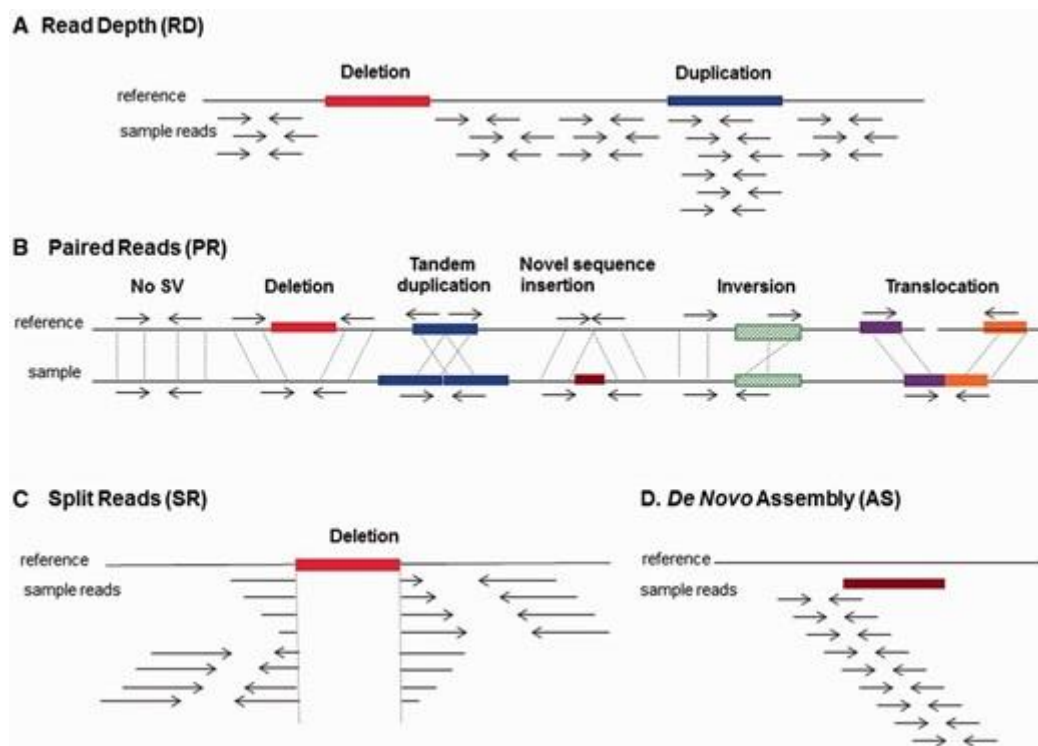 A Read Depth (RD)
Deletion
Duplication
reference
sample reads
B Paired Reads (PR)
No SV
Deletion
Tandem
duplication
Novel sequence
insertion
Inversion
Translocation
reference
sample
C Split Reads (SR)
Deletion
reference
sample reads
D. De Novo Assembly (AS)
reference
sample reads